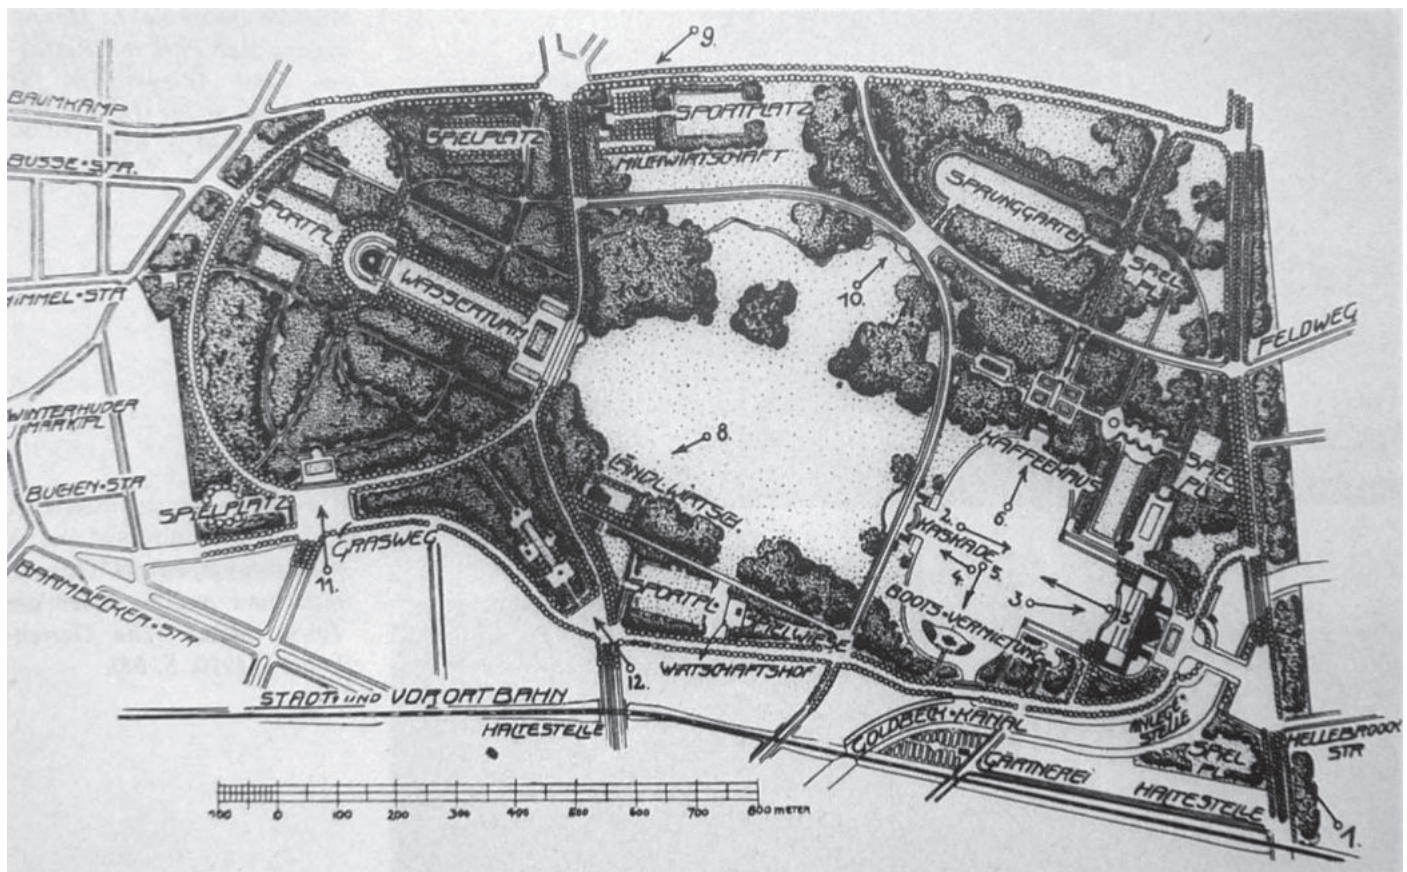 9.
BAUMKAMP
SPIELPLATZ
SPORTPLATZ
MILCHWIRTSCHAFT
BUSSE•STR.
SPORTPL
SPRUNGGARTEN
SPIEL
PL.
10.
WASSERTURM
HIMMEL•STR
FELDWEG
WINTERHUDER
MARKTPL
8.
LÄNDL.WIRTSCH.
KAFFEEHAUS
SPIEL
PL.
BUCHEN•STR
SPIELPLATZ
GRASWEG
11.
6.
2.
KASKADE
4.
5.
3.
BOOTS•VERMIETUNG
BARMBECKER•STR
SPORTPL.
SPIELWIESE
WIRTSCHAFTSHOF
12.
STADT•UND VORORTBAHN
HALTESTELLE
GOLDBECK•KANAL
ANLEGE
STELLE
HELLEBROOCK
STR
SPIEL
PL.
GÄRTNEREI
HALTESTELLE
1.
100 0 100 200 300 400 500 600 700 800 METER